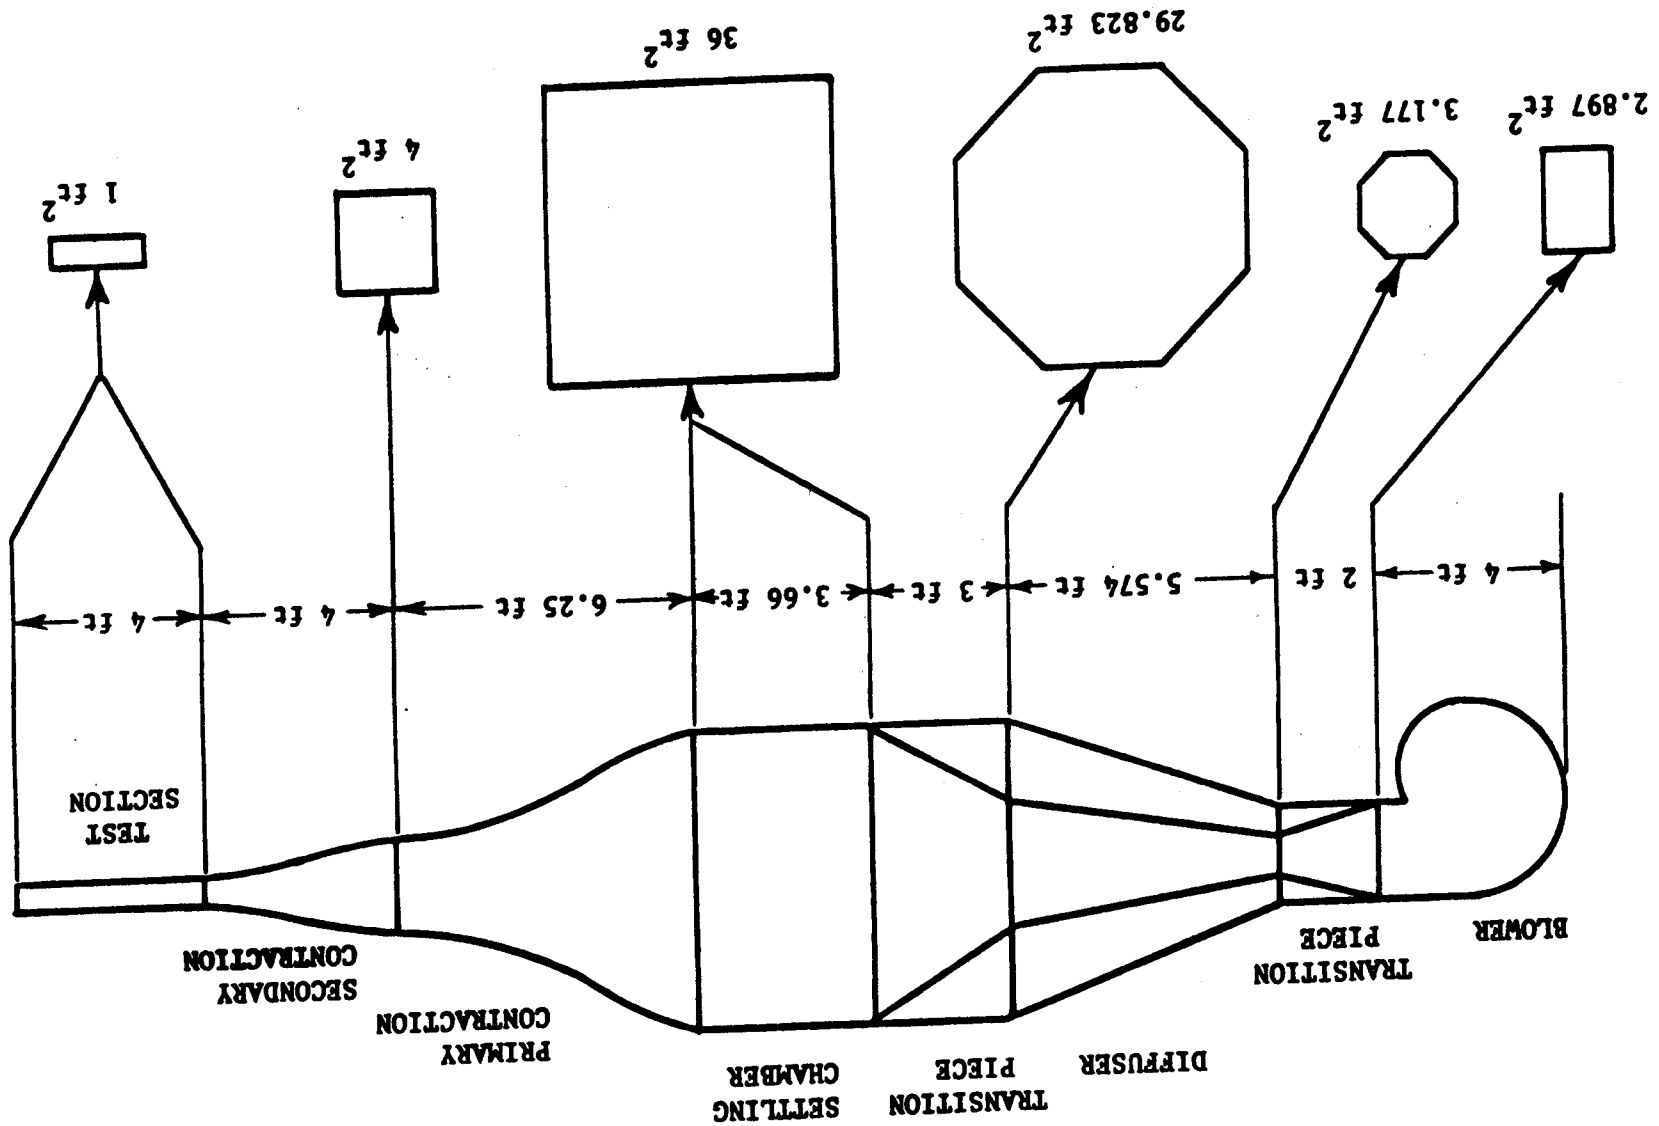 BLOWER
TRANSITION
PIECE
DIFFUSER
TRANSITION
PIECE
SETTLING
CHAMBER
PRIMARY
CONTRACTION
SECONDARY
CONTRACTION
TEST
SECTION
4 ft
2 ft
5.574 ft
3 ft
3.66 ft
6.25 ft
4 ft
4 ft
2.897 ft²
3.177 ft²
29.823 ft²
36 ft²
4 ft²
1 ft²